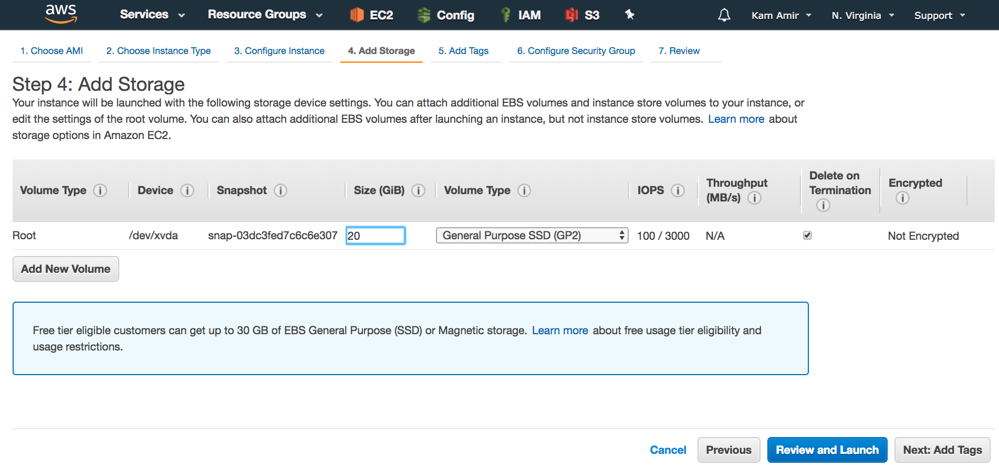 aws Services Resource Groups EC2 Config IAM S3 Kam Amir N. Virginia Support
1. Choose AMI 2. Choose Instance Type 3. Configure Instance 4. Add Storage 5. Add Tags 6. Configure Security Group 7. Review
Step 4: Add Storage
Your instance will be launched with the following storage device settings. You can attach additional EBS volumes and instance store volumes to your instance, or
edit the settings of the root volume. You can also attach additional EBS volumes after launching an instance, but not instance store volumes. Learn more about
storage options in Amazon EC2.
Volume Type i Device i Snapshot i Size (GiB) i Volume Type i IOPS i Throughput (MB/s) i Delete on Termination i Encrypted i
Root /dev/xvda snap-03dc3fed7c6c6e307 20 General Purpose SSD (GP2) 100 / 3000 N/A Not Encrypted
Add New Volume
Free tier eligible customers can get up to 30 GB of EBS General Purpose (SSD) or Magnetic storage. Learn more about free usage tier eligibility and
usage restrictions.
Cancel Previous Review and Launch Next: Add Tags